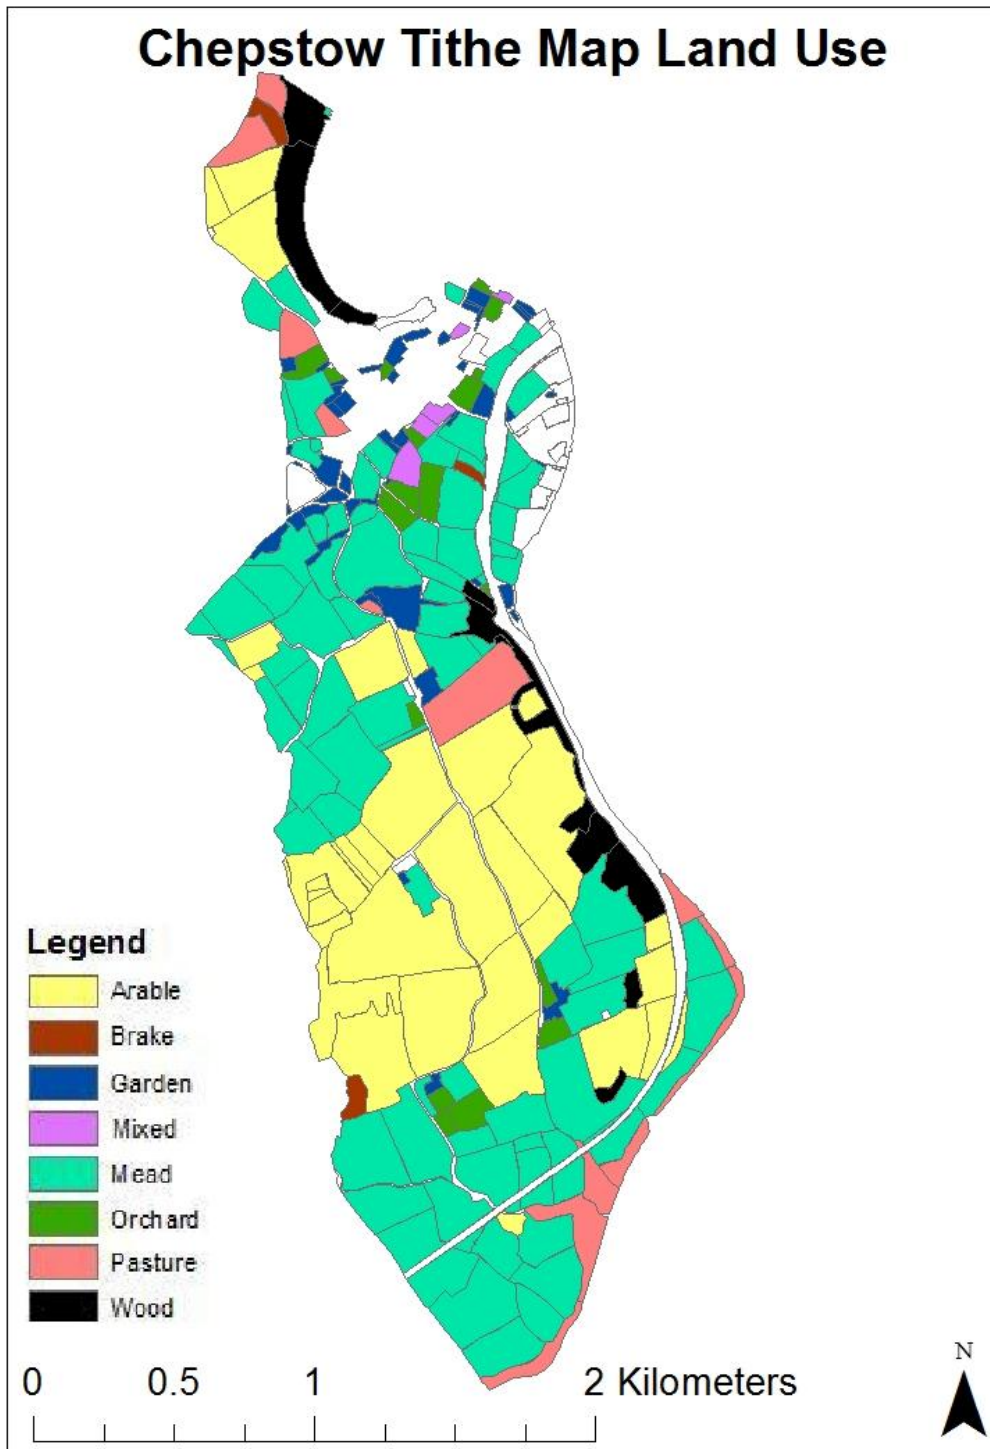 Chepstow Tithe Map Land Use
Legend
Arable
Brake
Garden
Mixed
Mead
Orchard
Pasture
Wood
0 0.5 1 2 Kilometers
N